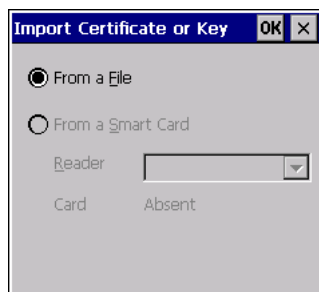 Import Certificate or Key OK ×
From a File
From a Smart Card
Reader
Card Absent